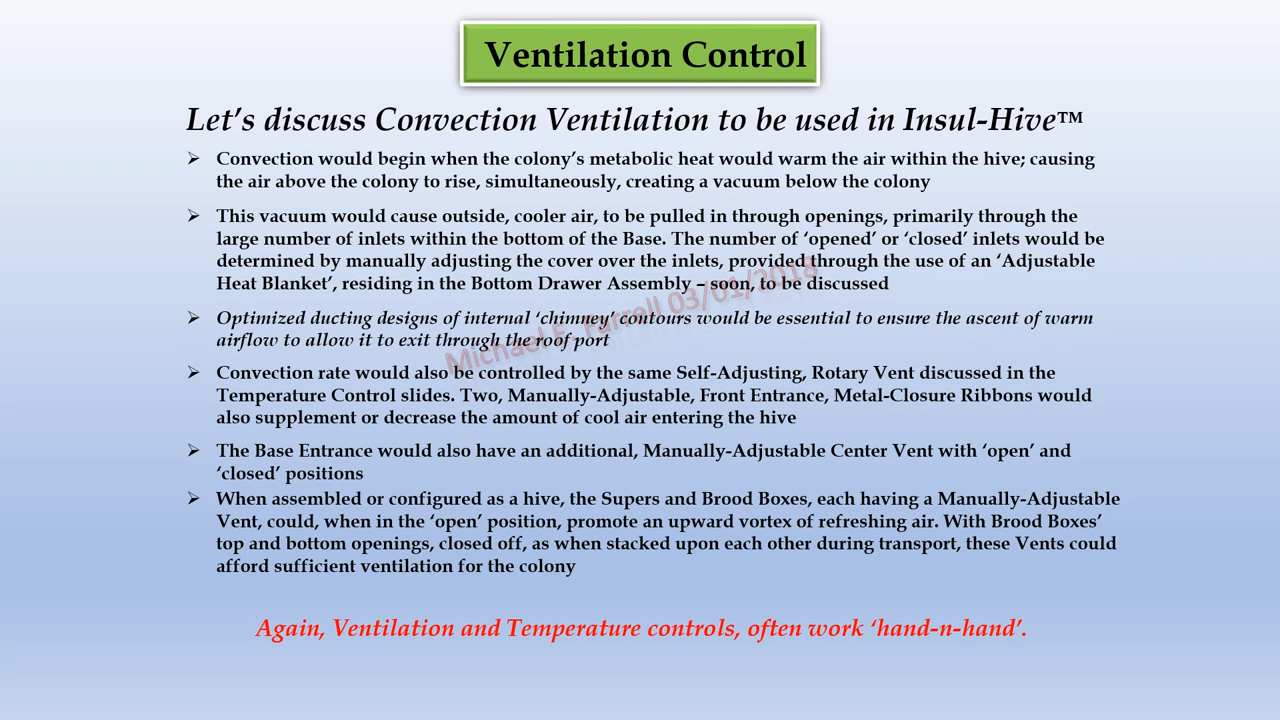 Ventilation Control
Let’s discuss Convection Ventilation to be used in Insul-Hive™
➢ Convection would begin when the colony’s metabolic heat would warm the air within the hive; causing
the air above the colony to rise, simultaneously, creating a vacuum below the colony
➢ This vacuum would cause outside, cooler air, to be pulled in through openings, primarily through the
large number of inlets within the bottom of the Base. The number of ‘opened’ or ‘closed’ inlets would be
determined by manually adjusting the cover over the inlets, provided through the use of an ‘Adjustable
Heat Blanket’, residing in the Bottom Drawer Assembly – soon, to be discussed
➢ Optimized ducting designs of internal ‘chimney’ contours would be essential to ensure the ascent of warm
airflow to allow it to exit through the roof port
Michael E. Farrell 03/01/2018
➢ Convection rate would also be controlled by the same Self-Adjusting, Rotary Vent discussed in the
Temperature Control slides. Two, Manually-Adjustable, Front Entrance, Metal-Closure Ribbons would
also supplement or decrease the amount of cool air entering the hive
➢ The Base Entrance would also have an additional, Manually-Adjustable Center Vent with ‘open’ and
‘closed’ positions
➢ When assembled or configured as a hive, the Supers and Brood Boxes, each having a Manually-Adjustable
Vent, could, when in the ‘open’ position, promote an upward vortex of refreshing air. With Brood Boxes’
top and bottom openings, closed off, as when stacked upon each other during transport, these Vents could
afford sufficient ventilation for the colony
Again, Ventilation and Temperature controls, often work ‘hand-n-hand’.